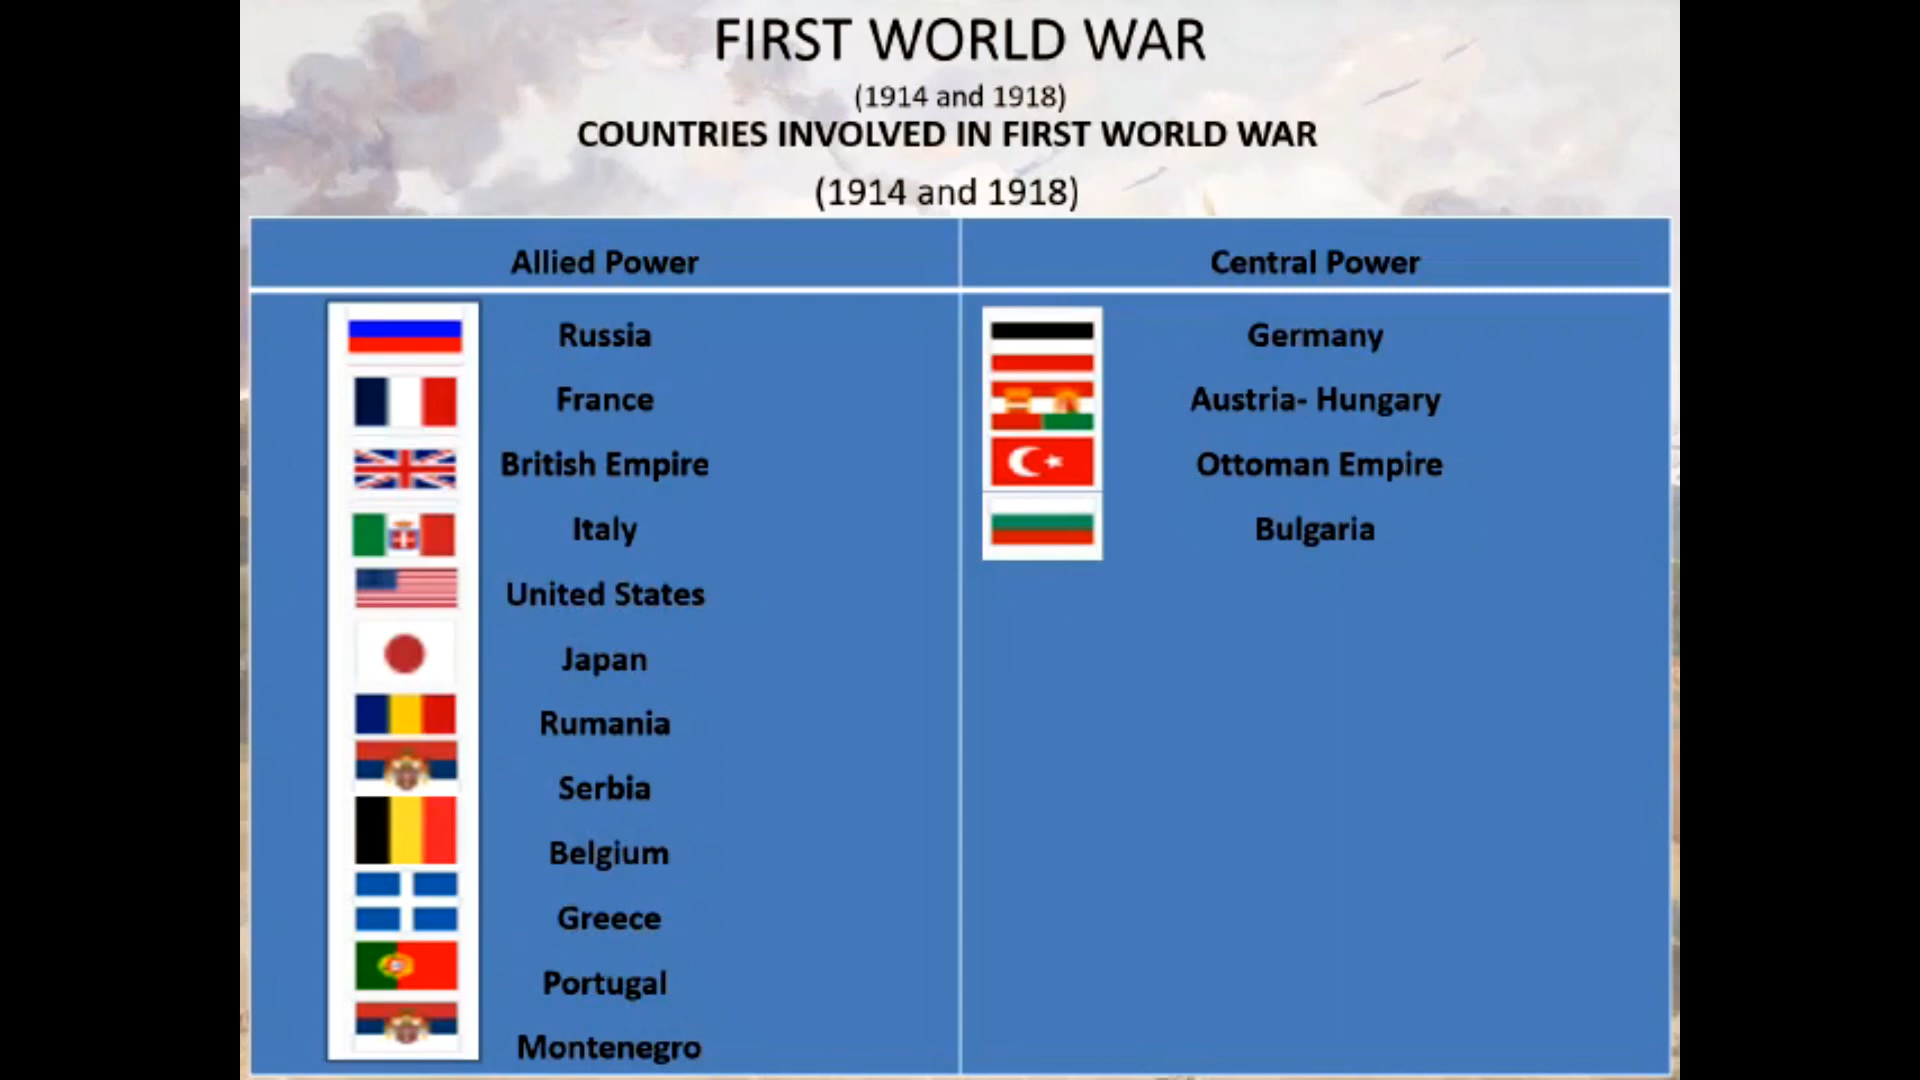 FIRST WORLD WAR
(1914 and 1918)
COUNTRIES INVOLVED IN FIRST WORLD WAR
(1914 and 1918)
Allied Power
Central Power
Russia
France
British Empire
Italy
United States
Japan
Rumania
Serbia
Belgium
Greece
Portugal
Montenegro
Germany
Austria- Hungary
Ottoman Empire
Bulgaria